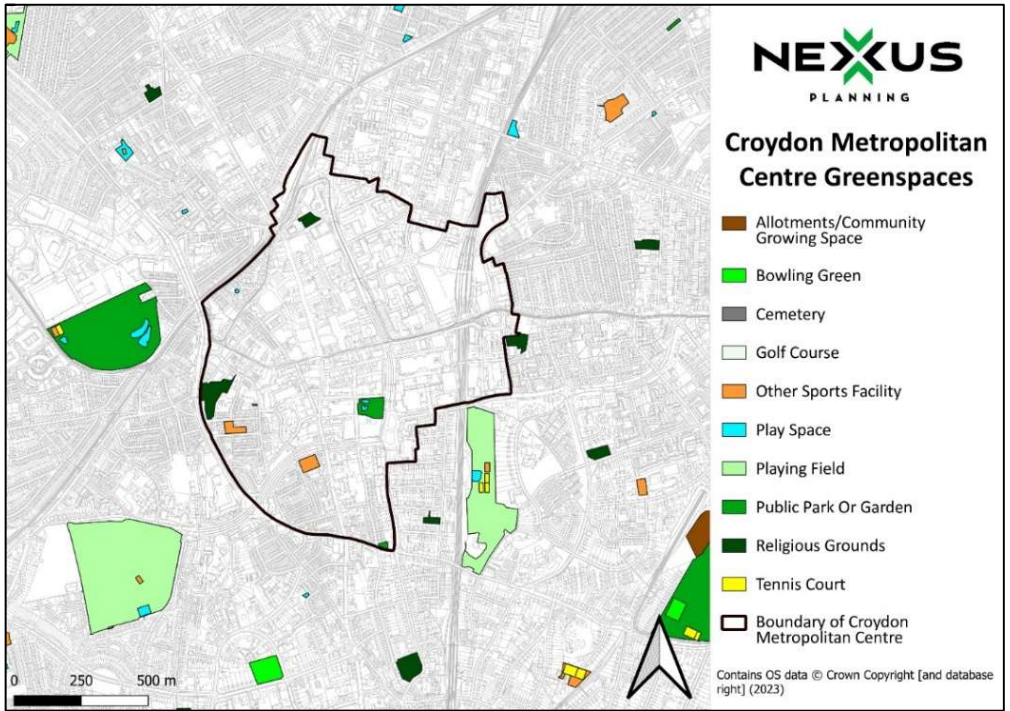 NEXUS
PLANNING
Croydon Metropolitan
Centre Greenspaces
Allotments/Community
Growing Space
Bowling Green
Cemetery
Golf Course
Other Sports Facility
Play Space
Playing Field
Public Park Or Garden
Religious Grounds
Tennis Court
Boundary of Croydon
Metropolitan Centre
Contains OS data © Crown Copyright [and database
right] (2023)
0 250 500 m